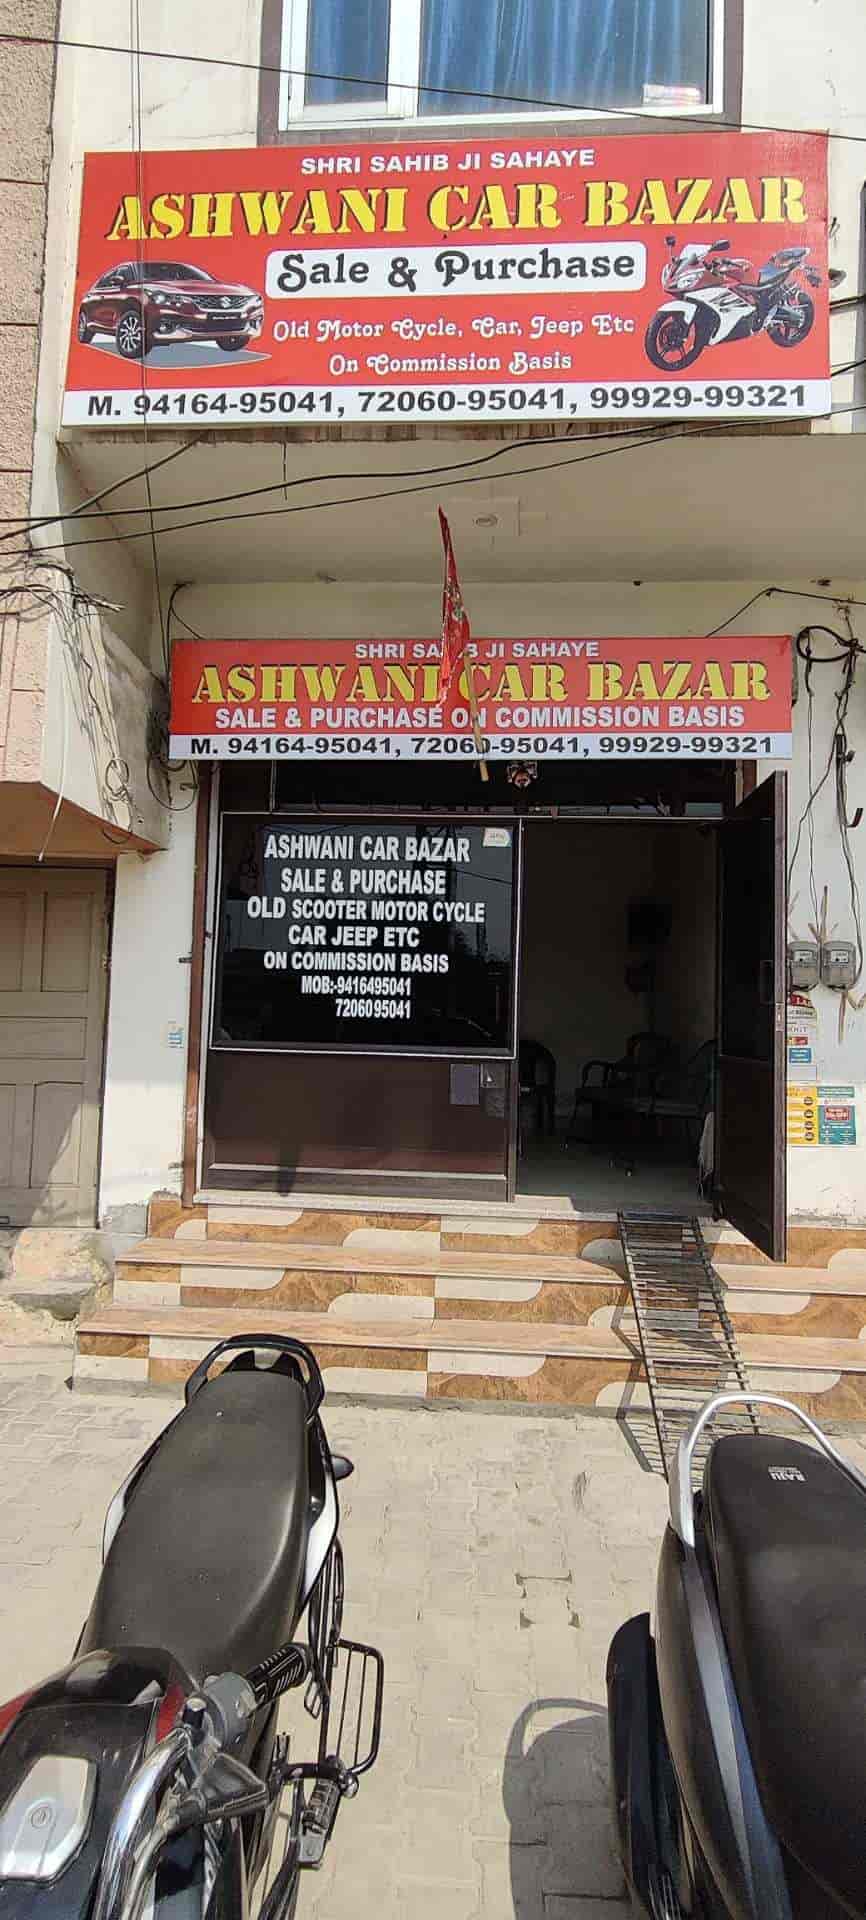 SHRI SAHIB JI SAHAYE
ASHWANI CAR BAZAR
Sale & Purchase
Old Motor Cycle, Car, Jeep Etc
On Commission Basis
M. 94164-95041, 72060-95041, 99929-99321
SHRI SA B JI SAHAYE
ASHWANI CAR BAZAR
SALE & PURCHASE ON COMMISSION BASIS
M. 94164-95041, 72060-95041, 99929-99321
ASHWANI CAR BAZAR
SALE & PURCHASE
OLD SCOOTER MOTOR CYCLE
CAR JEEP ETC
ON COMMISSION BASIS
MOB:-9416495041
7206095041
RAJU